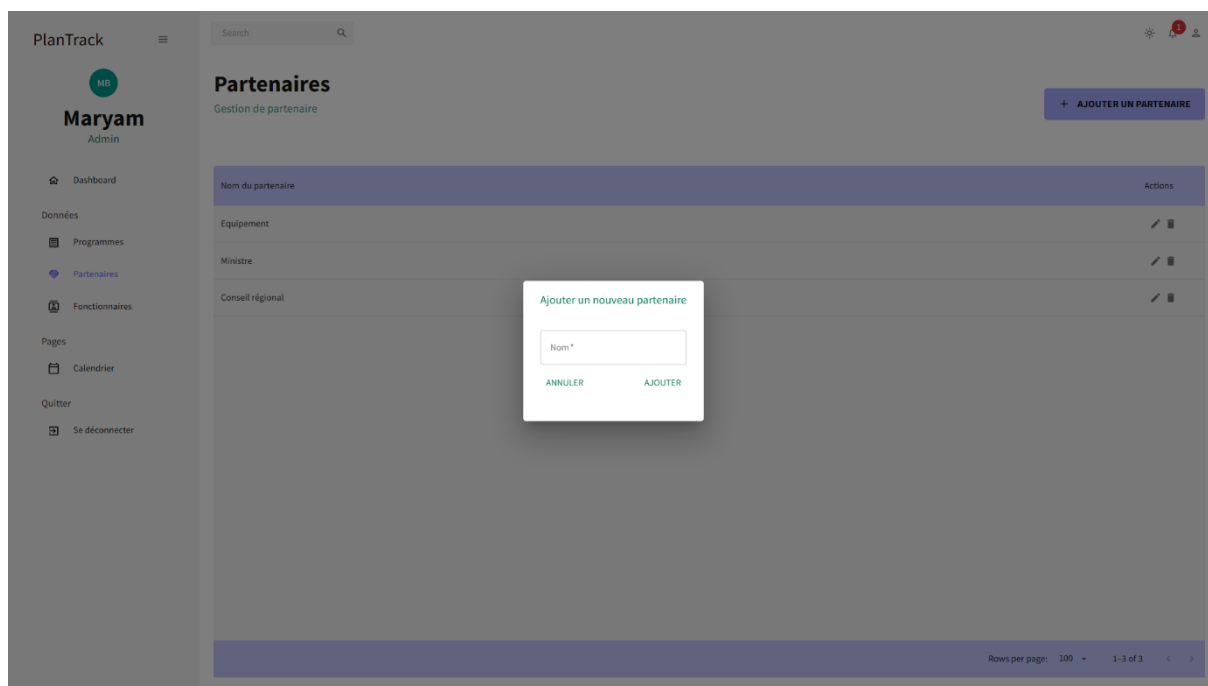 PlanTrack
Search
1
MB
Maryam
Admin
Partenaires
Gestion de partenaire
+ AJOUTER UN PARTENAIRE
Dashboard
Données
Programmes
Partenaires
Fonctionnaires
Pages
Calendrier
Quitter
Se déconnecter
Nom du partenaire Actions
Equipement
Ministre
Conseil régional
Ajouter un nouveau partenaire
Nom *
ANNULER AJOUTER
Rows per page: 100 1–3 of 3